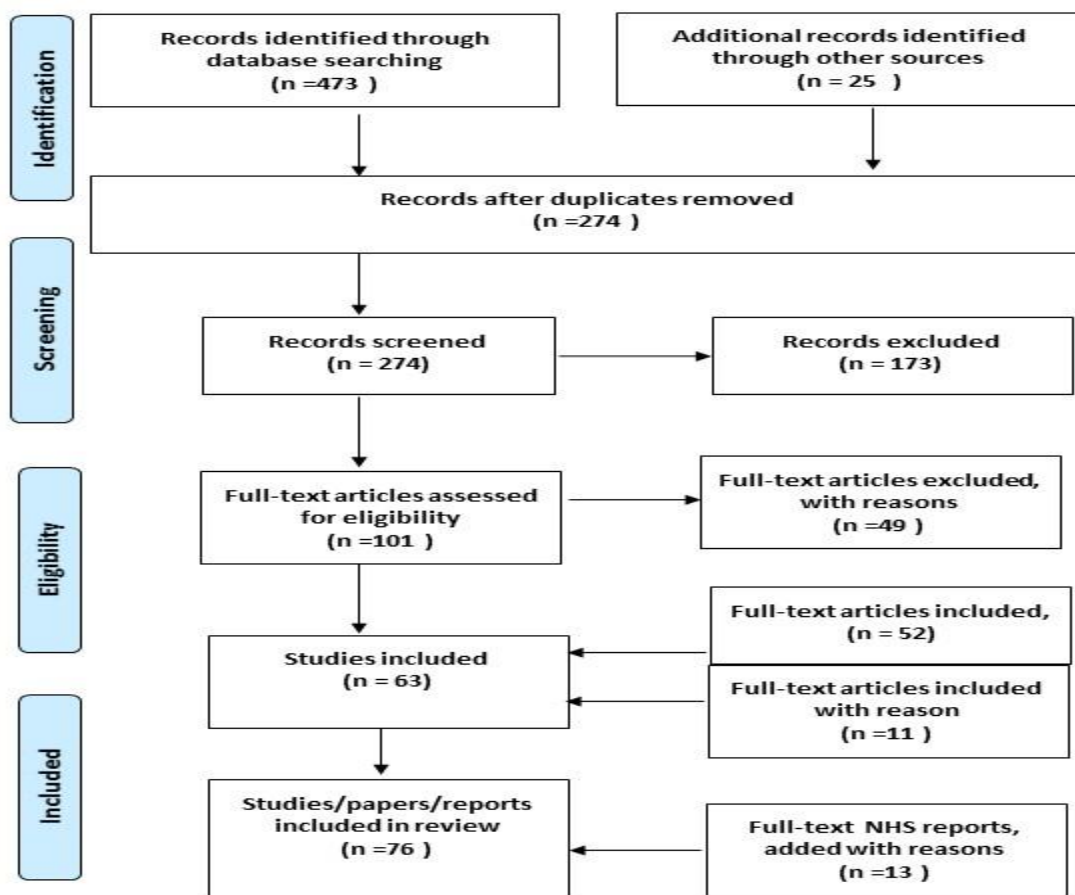 Identification
Records identified through
database searching
(n =473 )
Additional records identified
through other sources
(n = 25 )
Records after duplicates removed
(n =274 )
Screening
Records screened
(n = 274)
Records excluded
(n = 173)
Eligibility
Full-text articles assessed
for eligibility
(n =101 )
Full-text articles excluded,
with reasons
(n =49 )
Full-text articles included,
(n = 52)
Studies included
(n = 63)
Full-text articles included
with reason
(n =11 )
Included
Studies/papers/reports
included in review
(n =76 )
Full-text NHS reports,
added with reasons
(n =13 )